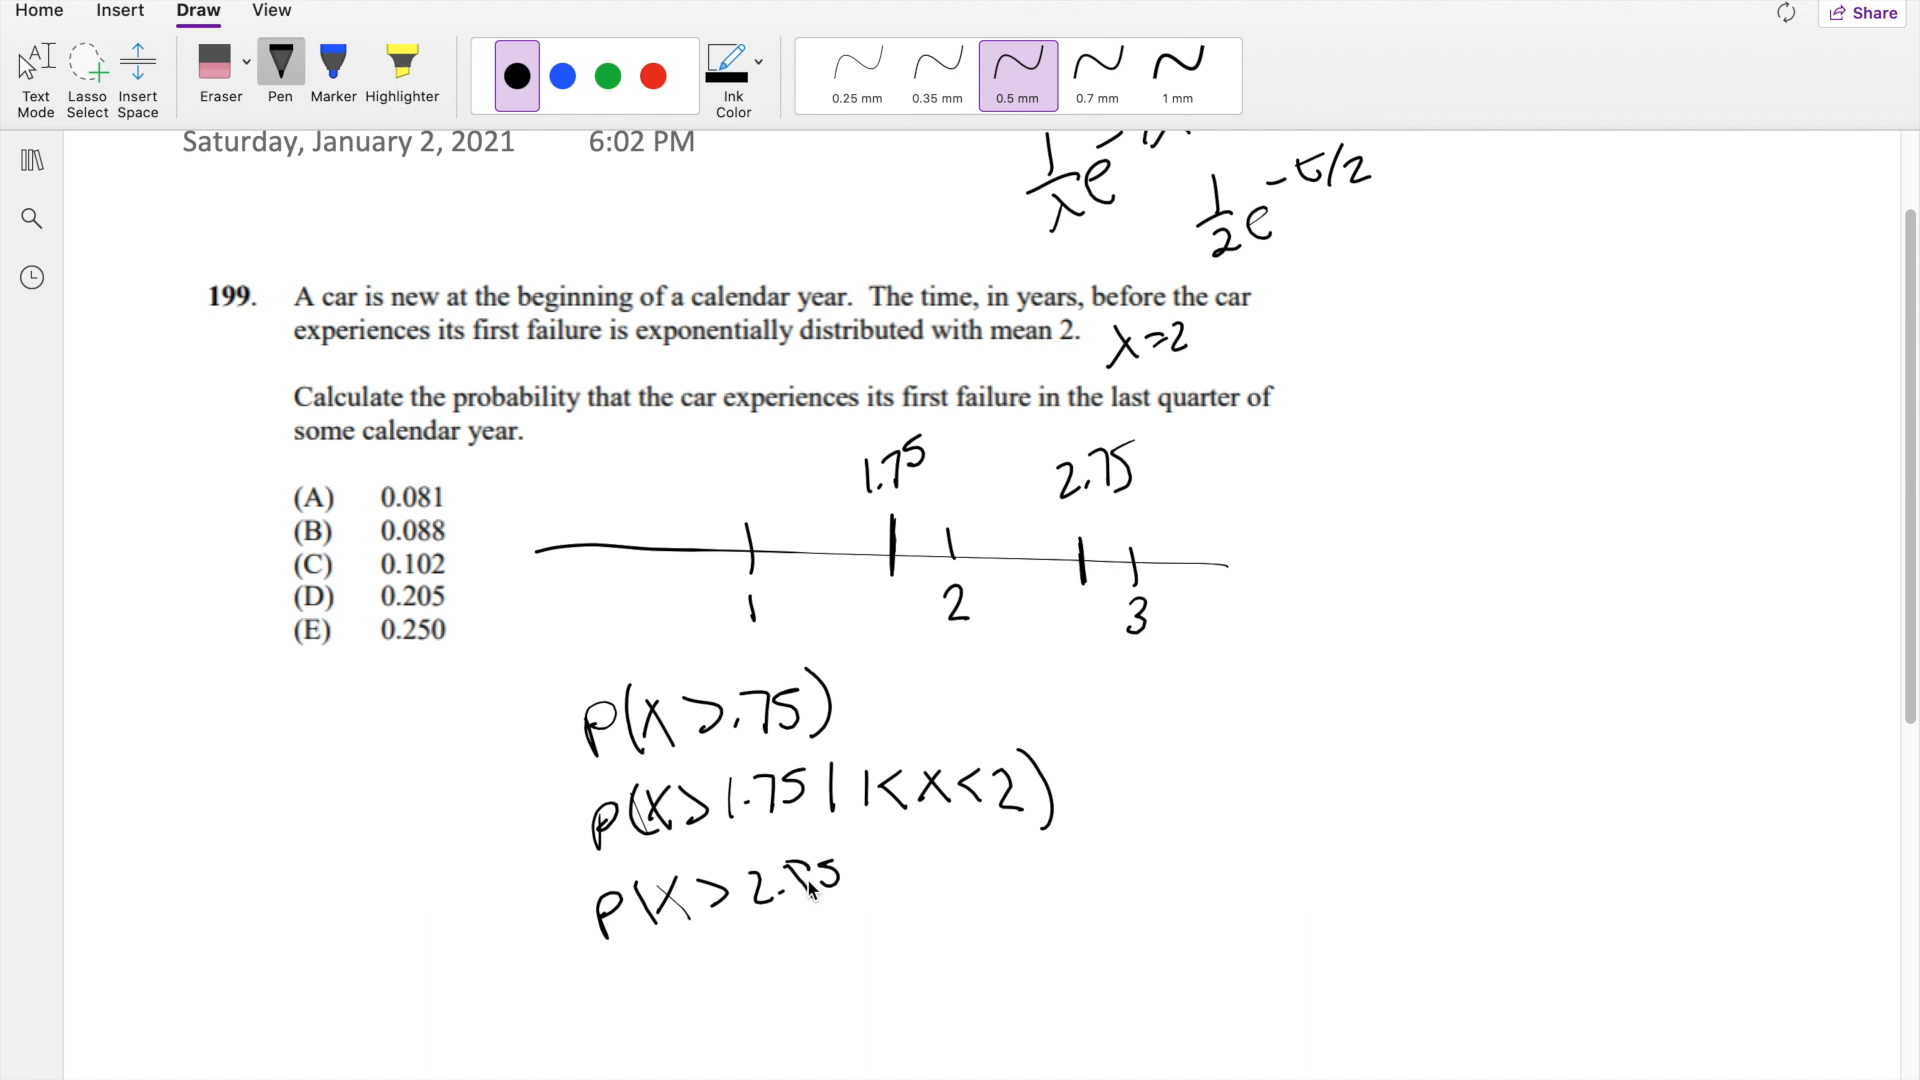 Home Insert Draw View
Share
Text Mode
Lasso Select
Insert Space
Eraser
Pen
Marker
Highlighter
Ink Color
0.25 mm
0.35 mm
0.5 mm
0.7 mm
1 mm
Saturday, January 2, 2021 6:02 PM
1/2 e^-t/2
199. A car is new at the beginning of a calendar year. The time, in years, before the car
experiences its first failure is exponentially distributed with mean 2.
λ=2
Calculate the probability that the car experiences its first failure in the last quarter of
some calendar year.
(A) 0.081
(B) 0.088
(C) 0.102
(D) 0.205
(E) 0.250
1.75 2.75
1 2 3
P(X > .75)
P(X > 1.75 | 1 < X < 2)
P(X > 2.75